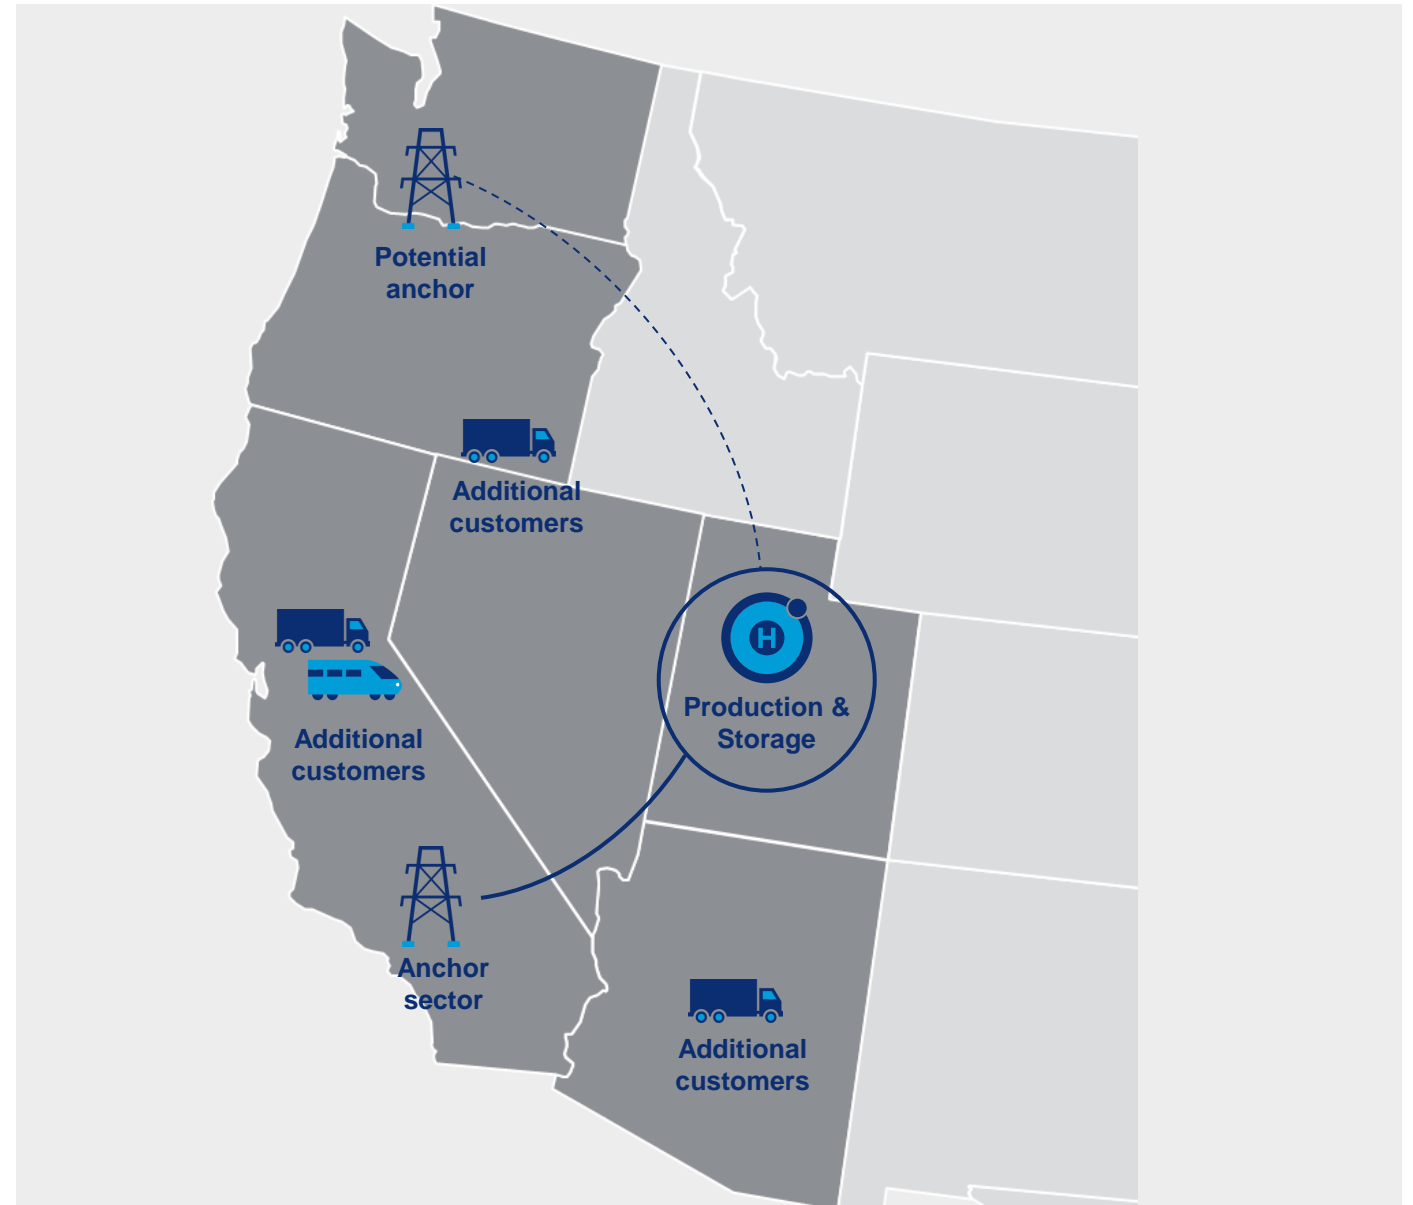 Potential
anchor
Additional
customers
H
Production &
Storage
Additional
customers
Anchor
sector
Additional
customers